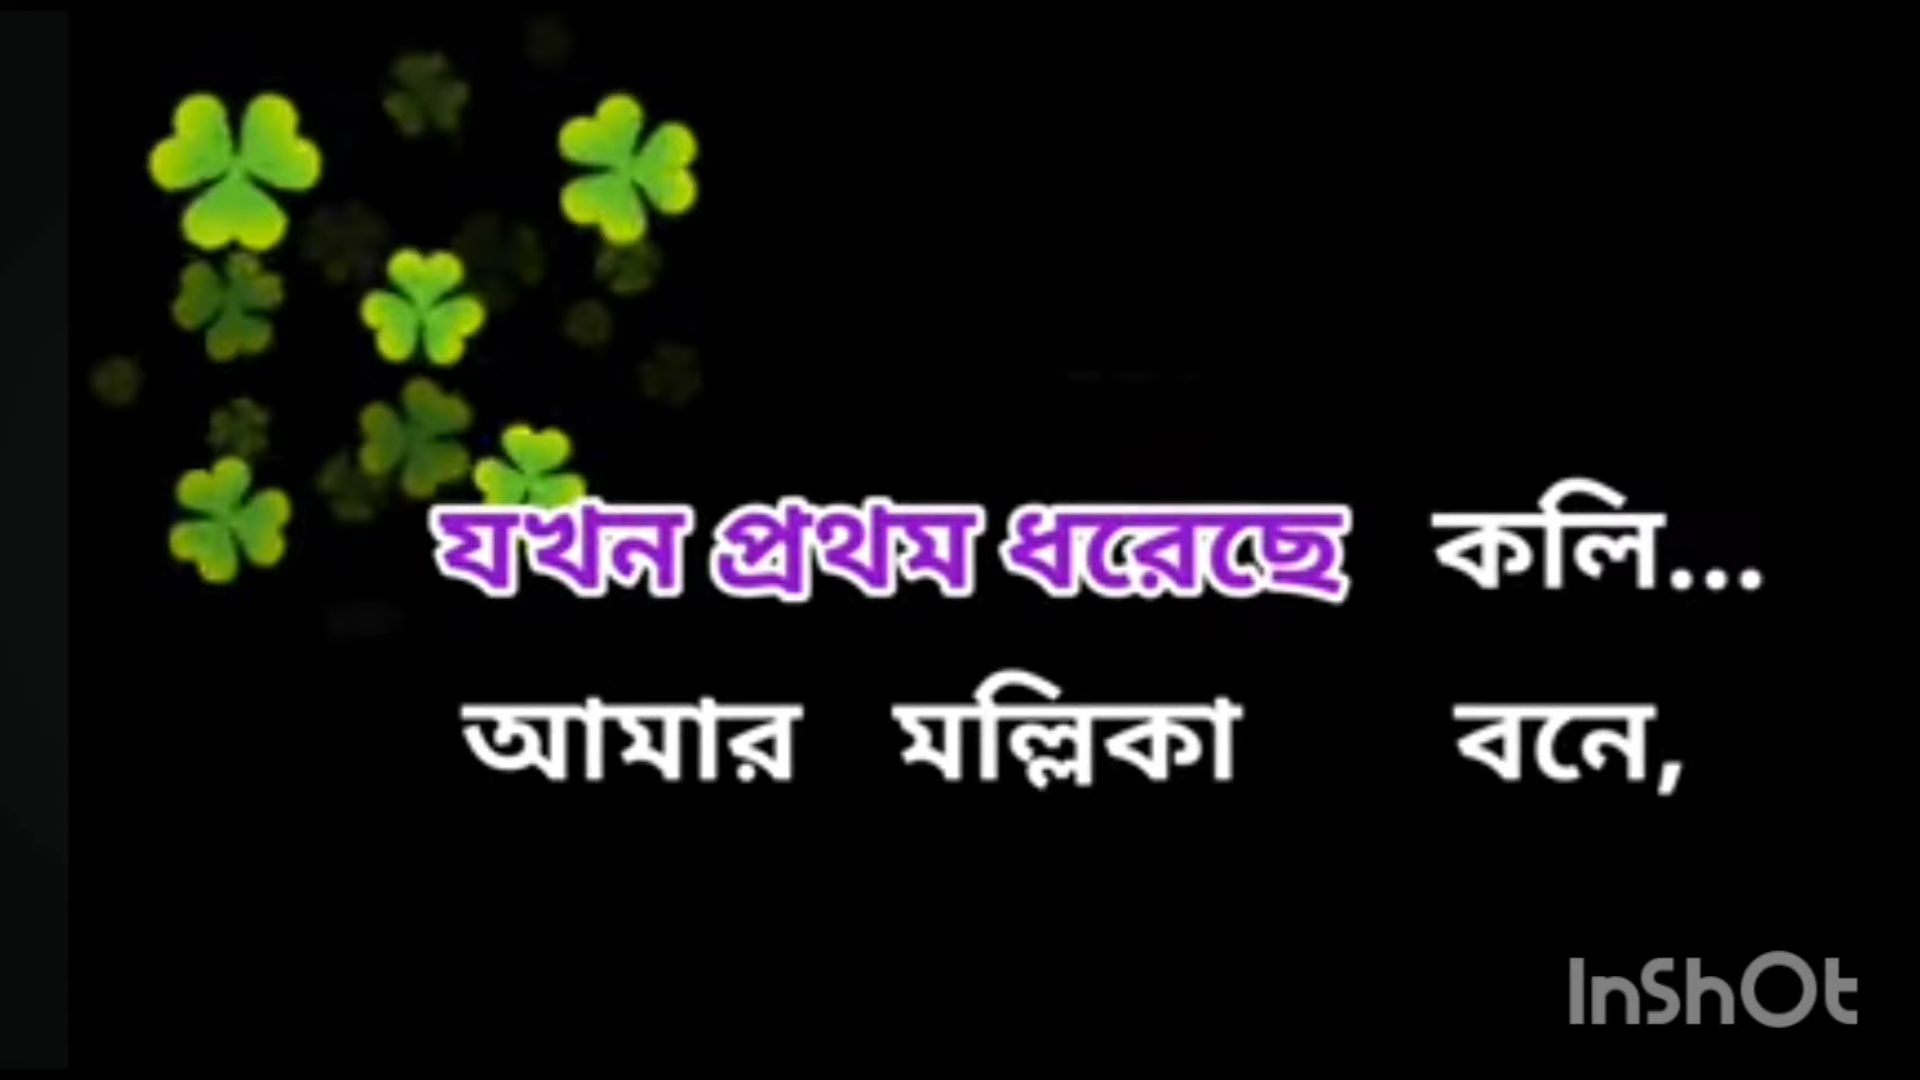 যখন প্রথম ধরেছে কলি...
আমার মল্লিকা বনে,
InShOt